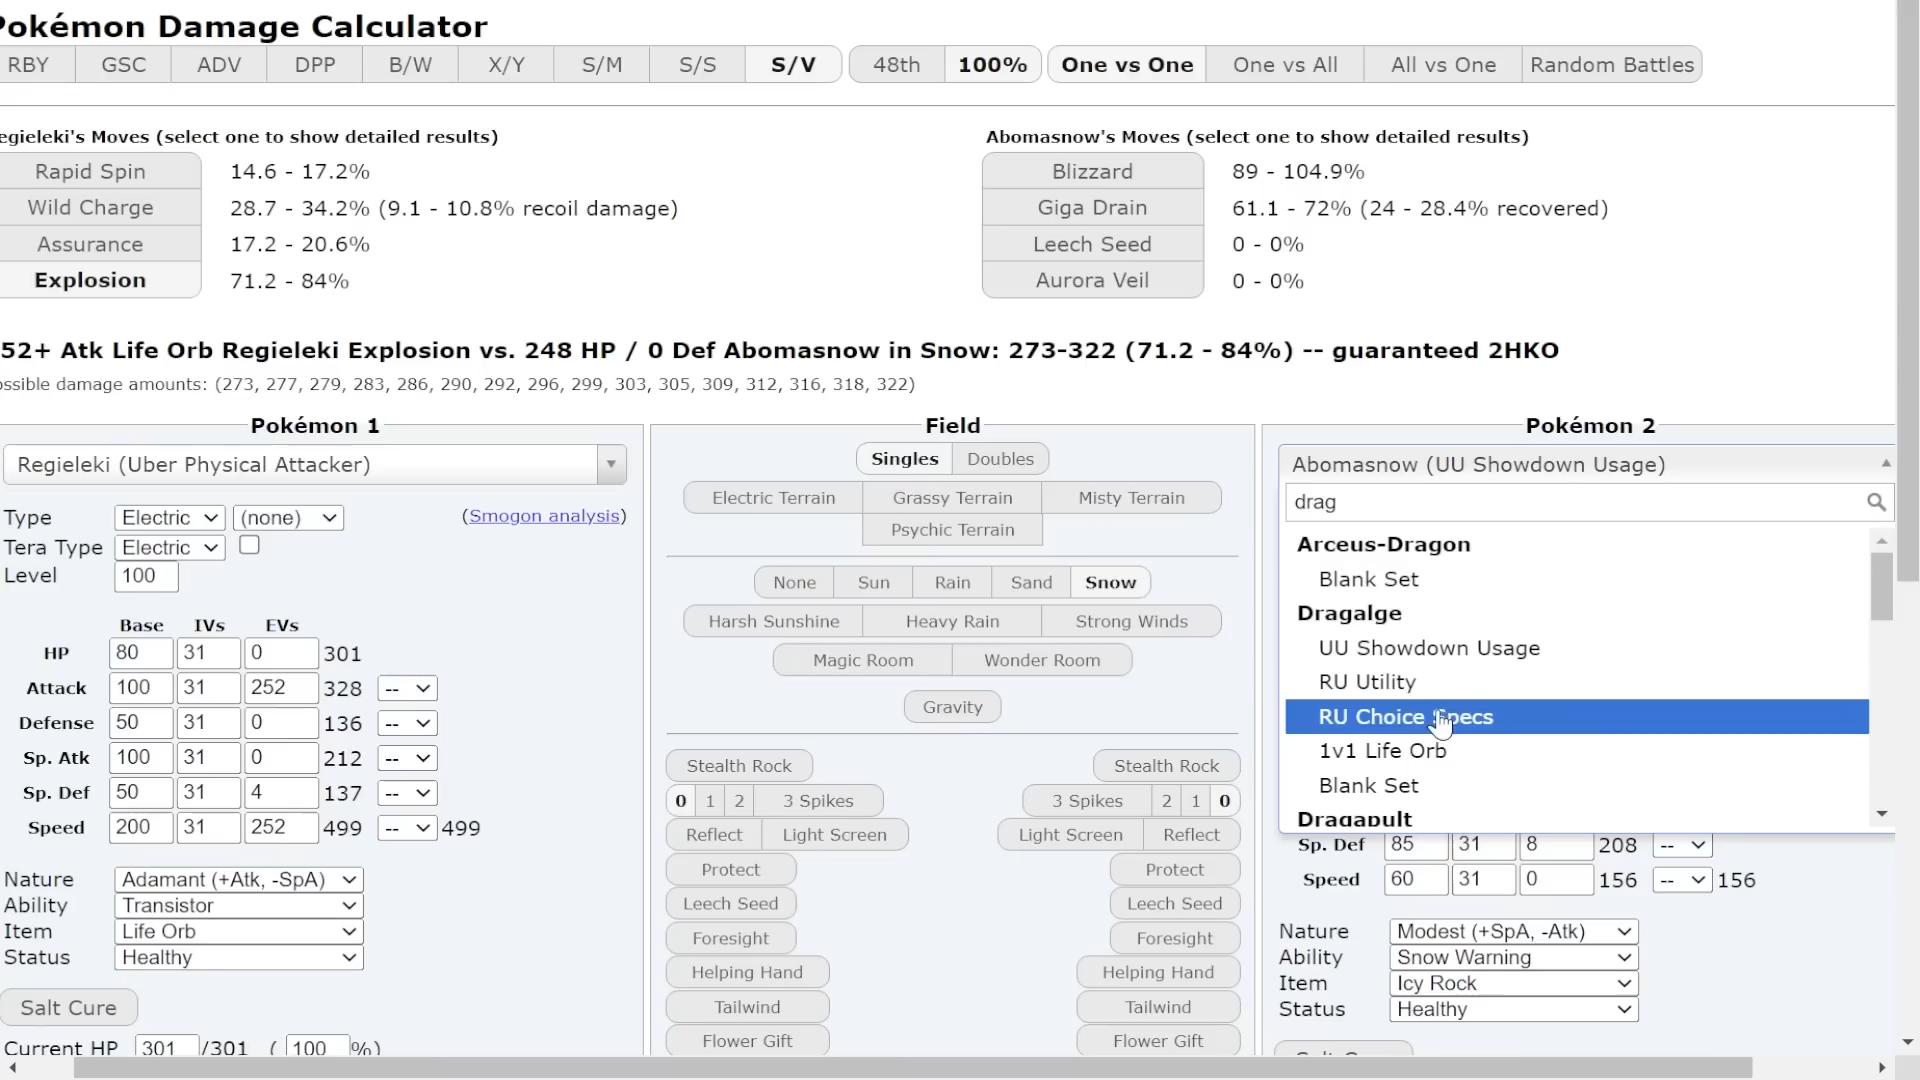 Pokémon Damage Calculator
RBY GSC ADV DPP B/W X/Y S/M S/S S/V 48th 100% One vs One One vs All All vs One Random Battles
egieleki's Moves (select one to show detailed results)
Rapid Spin 14.6 - 17.2%
Wild Charge 28.7 - 34.2% (9.1 - 10.8% recoil damage)
Assurance 17.2 - 20.6%
Explosion 71.2 - 84%
Abomasnow's Moves (select one to show detailed results)
Blizzard 89 - 104.9%
Giga Drain 61.1 - 72% (24 - 28.4% recovered)
Leech Seed 0 - 0%
Aurora Veil 0 - 0%
52+ Atk Life Orb Regieleki Explosion vs. 248 HP / 0 Def Abomasnow in Snow: 273-322 (71.2 - 84%) -- guaranteed 2HKO
ossible damage amounts: (273, 277, 279, 283, 286, 290, 292, 296, 299, 303, 305, 309, 312, 316, 318, 322)
Pokémon 1
Regieleki (Uber Physical Attacker)
Type Electric (none) (Smogon analysis)
Tera Type Electric
Level 100
Base IVs EVs
HP 80 31 0 301
Attack 100 31 252 328 --
Defense 50 31 0 136 --
Sp. Atk 100 31 0 212 --
Sp. Def 50 31 4 137 --
Speed 200 31 252 499 -- 499
Nature Adamant (+Atk, -SpA)
Ability Transistor
Item Life Orb
Status Healthy
Salt Cure
Current HP 301 /301 ( 100 %)
Field
Singles Doubles
Electric Terrain Grassy Terrain Misty Terrain
Psychic Terrain
None Sun Rain Sand Snow
Harsh Sunshine Heavy Rain Strong Winds
Magic Room Wonder Room
Gravity
Stealth Rock Stealth Rock
0 1 2 3 Spikes 3 Spikes 2 1 0
Reflect Light Screen Light Screen Reflect
Protect Protect
Leech Seed Leech Seed
Foresight Foresight
Helping Hand Helping Hand
Tailwind Tailwind
Flower Gift Flower Gift
Pokémon 2
Abomasnow (UU Showdown Usage)
drag
Arceus-Dragon
Blank Set
Dragalge
UU Showdown Usage
RU Utility
RU Choice Specs
1v1 Life Orb
Blank Set
Dragapult
Sp. Def 85 31 8 208 --
Speed 60 31 0 156 -- 156
Nature Modest (+SpA, -Atk)
Ability Snow Warning
Item Icy Rock
Status Healthy